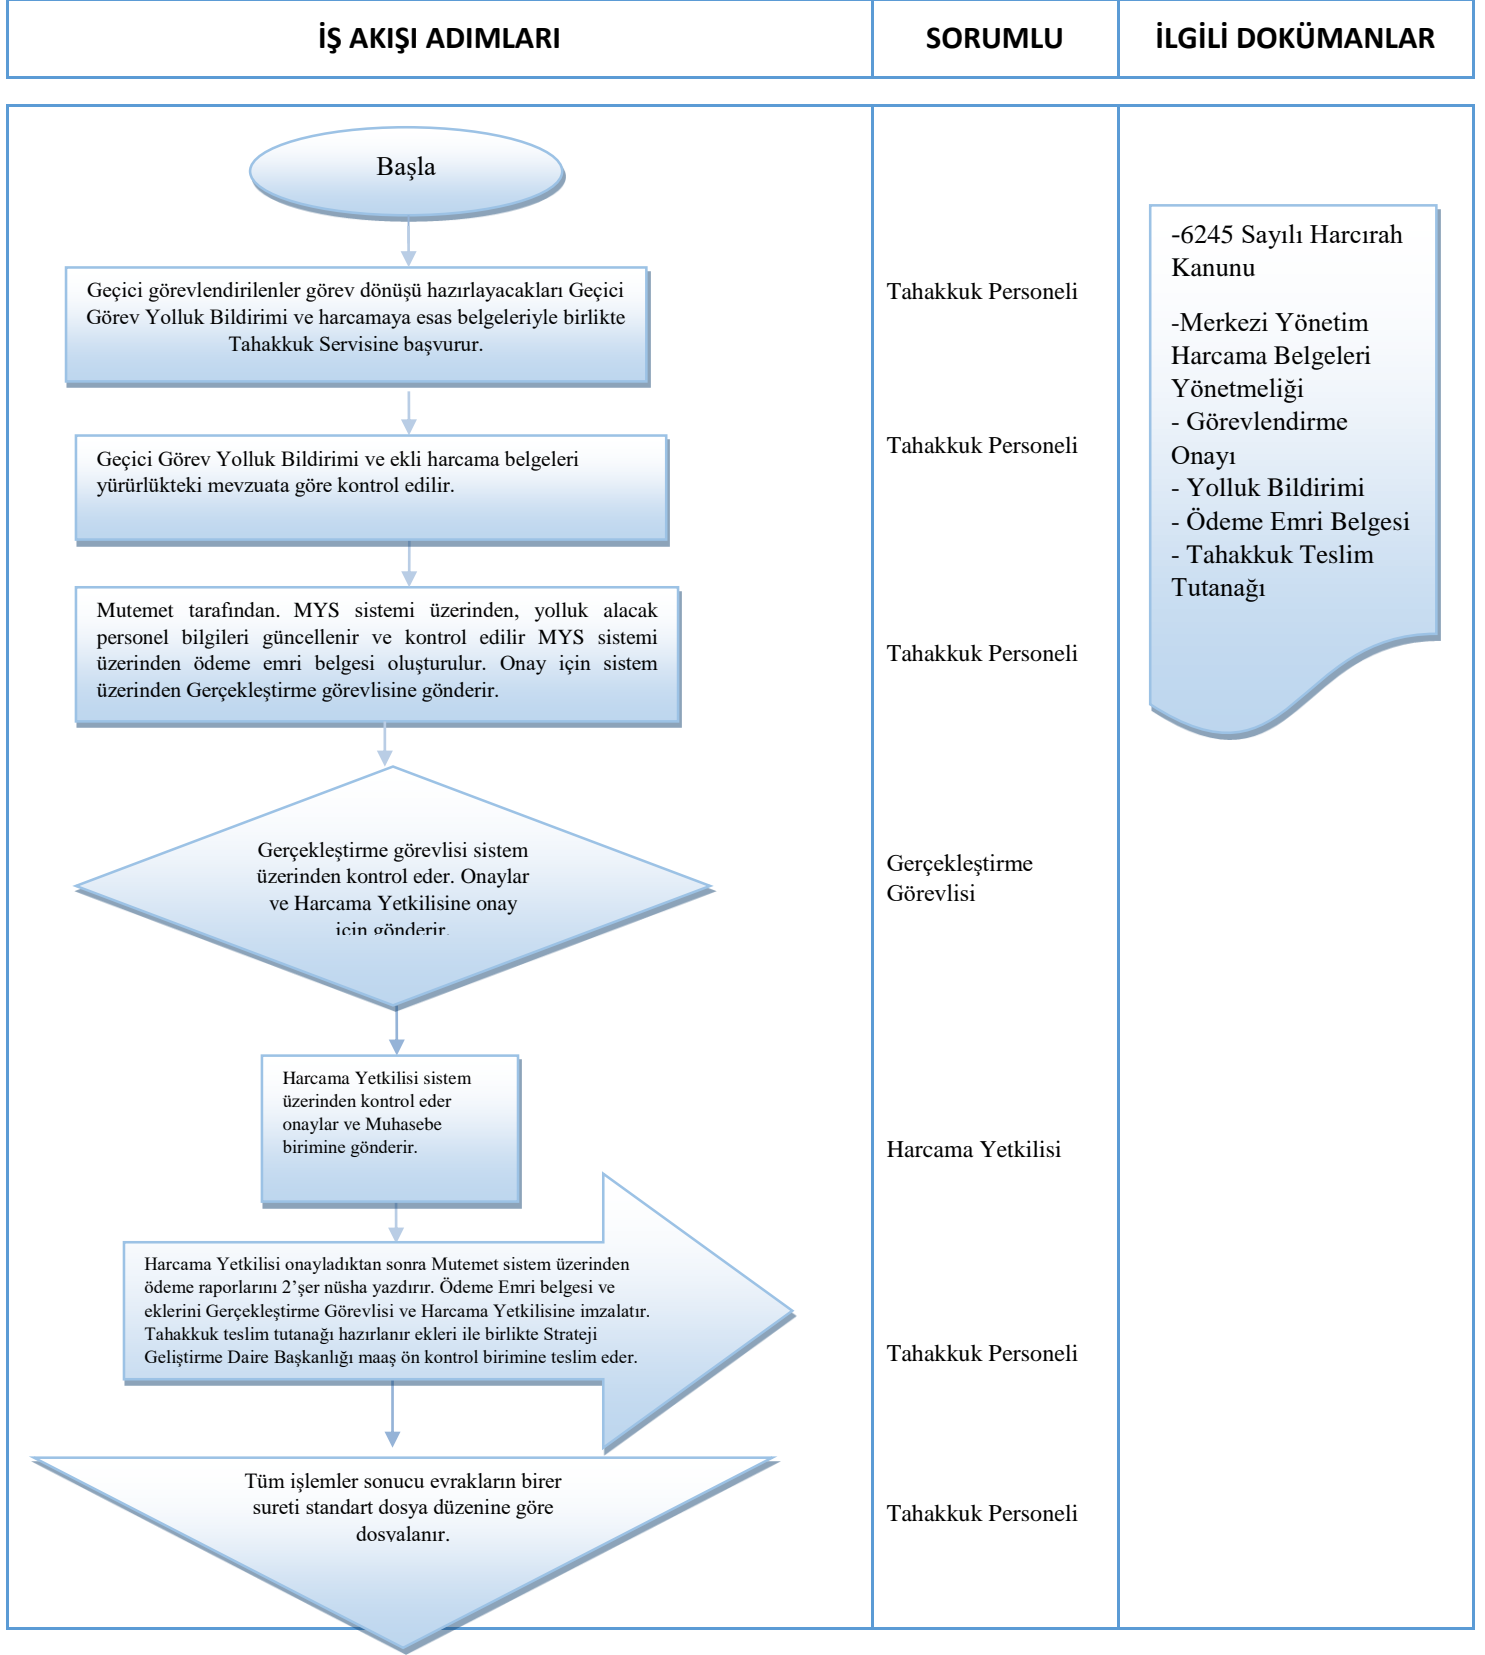 İŞ AKIŞI ADIMLARI
SORUMLU
İLGİLİ DOKÜMANLAR
Başla
Geçici görevlendirilenler görev dönüşü hazırlayacakları Geçici
Görev Yolluk Bildirimi ve harcamaya esas belgeleriyle birlikte
Tahakkuk Servisine başvurur.
Tahakkuk Personeli
Geçici Görev Yolluk Bildirimi ve ekli harcama belgeleri
yürürlükteki mevzuata göre kontrol edilir.
Tahakkuk Personeli
Mutemet tarafından. MYS sistemi üzerinden, yolluk alacak
personel bilgileri güncellenir ve kontrol edilir MYS sistemi
üzerinden ödeme emri belgesi oluşturulur. Onay için sistem
üzerinden Gerçekleştirme görevlisine gönderir.
Tahakkuk Personeli
Gerçekleştirme görevlisi sistem
üzerinden kontrol eder. Onaylar
ve Harcama Yetkilisine onay
için gönderir.
Gerçekleştirme
Görevlisi
Harcama Yetkilisi sistem
üzerinden kontrol eder
onaylar ve Muhasebe
birimine gönderir.
Harcama Yetkilisi
Harcama Yetkilisi onayladıktan sonra Mutemet sistem üzerinden
ödeme raporlarını 2’şer nüsha yazdırır. Ödeme Emri belgesi ve
eklerini Gerçekleştirme Görevlisi ve Harcama Yetkilisine imzalatır.
Tahakkuk teslim tutanağı hazırlanır ekleri ile birlikte Strateji
Geliştirme Daire Başkanlığı maaş ön kontrol birimine teslim eder.
Tahakkuk Personeli
Tüm işlemler sonucu evrakların birer
sureti standart dosya düzenine göre
dosyalanır.
Tahakkuk Personeli
-6245 Sayılı Harcırah
Kanunu
-Merkezi Yönetim
Harcama Belgeleri
Yönetmeliği
- Görevlendirme
Onayı
- Yolluk Bildirimi
- Ödeme Emri Belgesi
- Tahakkuk Teslim
Tutanağı